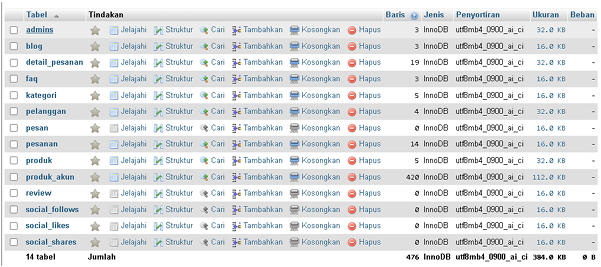 Tabel Tindakan Baris Jenis Penyortiran Ukuran Beban
admins Jelajahi Struktur Cari Tambahkan Kosongkan Hapus 3 InnoDB utf8mb4_0900_ai_ci 32.0 KB -
blog Jelajahi Struktur Cari Tambahkan Kosongkan Hapus 3 InnoDB utf8mb4_0900_ai_ci 16.0 KB -
detail_pesanan Jelajahi Struktur Cari Tambahkan Kosongkan Hapus 19 InnoDB utf8mb4_0900_ai_ci 32.0 KB -
faq Jelajahi Struktur Cari Tambahkan Kosongkan Hapus 3 InnoDB utf8mb4_0900_ai_ci 16.0 KB -
kategori Jelajahi Struktur Cari Tambahkan Kosongkan Hapus 5 InnoDB utf8mb4_0900_ai_ci 16.0 KB -
pelanggan Jelajahi Struktur Cari Tambahkan Kosongkan Hapus 4 InnoDB utf8mb4_0900_ai_ci 32.0 KB -
pesan Jelajahi Struktur Cari Tambahkan Kosongkan Hapus 0 InnoDB utf8mb4_0900_ai_ci 16.0 KB -
pesanan Jelajahi Struktur Cari Tambahkan Kosongkan Hapus 14 InnoDB utf8mb4_0900_ai_ci 16.0 KB -
produk Jelajahi Struktur Cari Tambahkan Kosongkan Hapus 5 InnoDB utf8mb4_0900_ai_ci 32.0 KB -
produk_akun Jelajahi Struktur Cari Tambahkan Kosongkan Hapus 420 InnoDB utf8mb4_0900_ai_ci 112.0 KB -
review Jelajahi Struktur Cari Tambahkan Kosongkan Hapus 0 InnoDB utf8mb4_0900_ai_ci 16.0 KB -
social_follows Jelajahi Struktur Cari Tambahkan Kosongkan Hapus 0 InnoDB utf8mb4_0900_ai_ci 16.0 KB -
social_likes Jelajahi Struktur Cari Tambahkan Kosongkan Hapus 0 InnoDB utf8mb4_0900_ai_ci 16.0 KB -
social_shares Jelajahi Struktur Cari Tambahkan Kosongkan Hapus 0 InnoDB utf8mb4_0900_ai_ci 16.0 KB -
14 tabel Jumlah 476 InnoDB utf8mb4_0900_ai_ci 384.0 KB 0 B